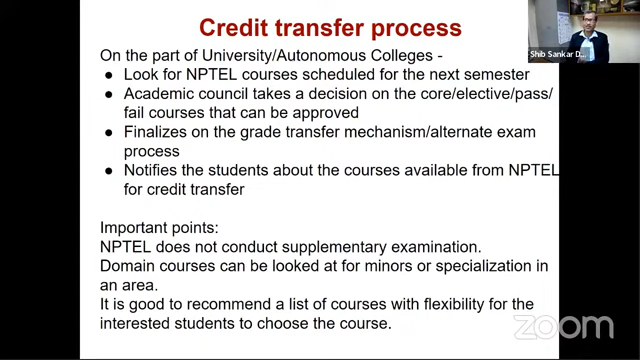 Credit transfer process
On the part of University/Autonomous Colleges -
● Look for NPTEL courses scheduled for the next semester
● Academic council takes a decision on the core/elective/pass/
fail courses that can be approved
● Finalizes on the grade transfer mechanism/alternate exam
process
● Notifies the students about the courses available from NPTEL
for credit transfer
Important points:
NPTEL does not conduct supplementary examination.
Domain courses can be looked at for minors or specialization in
an area.
It is good to recommend a list of courses with flexibility for the
interested students to choose the course.
Shib Sankar D...
zoom